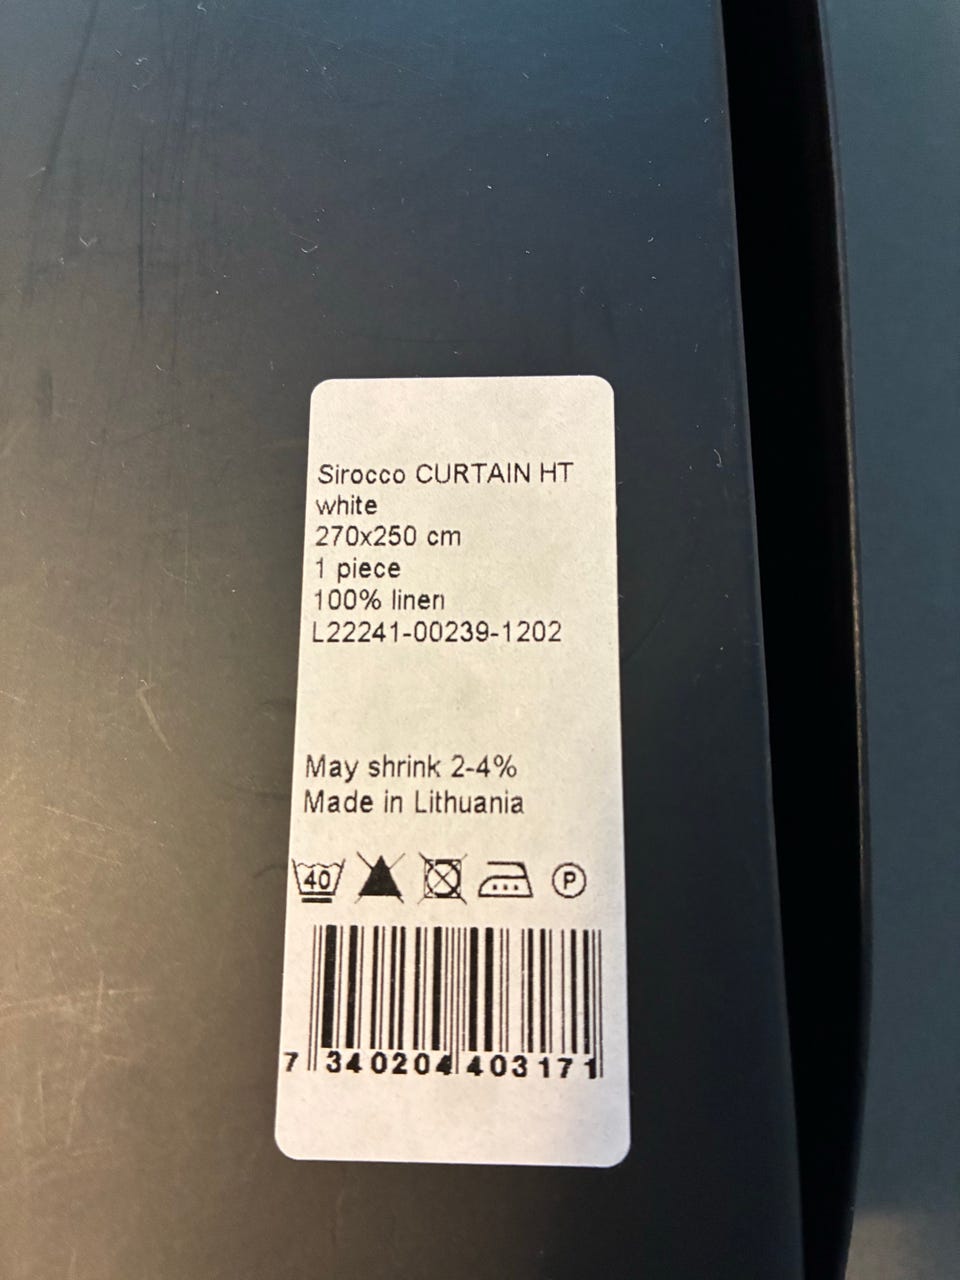 Sirocco CURTAIN HT
white
270x250 cm
1 piece
100% linen
L22241-00239-1202
May shrink 2-4%
Made in Lithuania
40 P
7 340204 403171